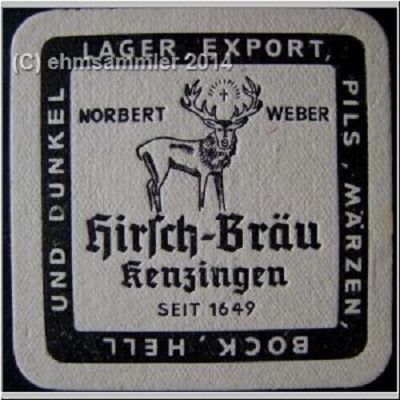 (C) ehmsammler 2014
LAGER, EXPORT,
PILS, MÄRZEN,
BOCK, HELL
UND DUNKEL
NORBERT WEBER
Hirsch-Bräu
Kenzingen
SEIT 1649